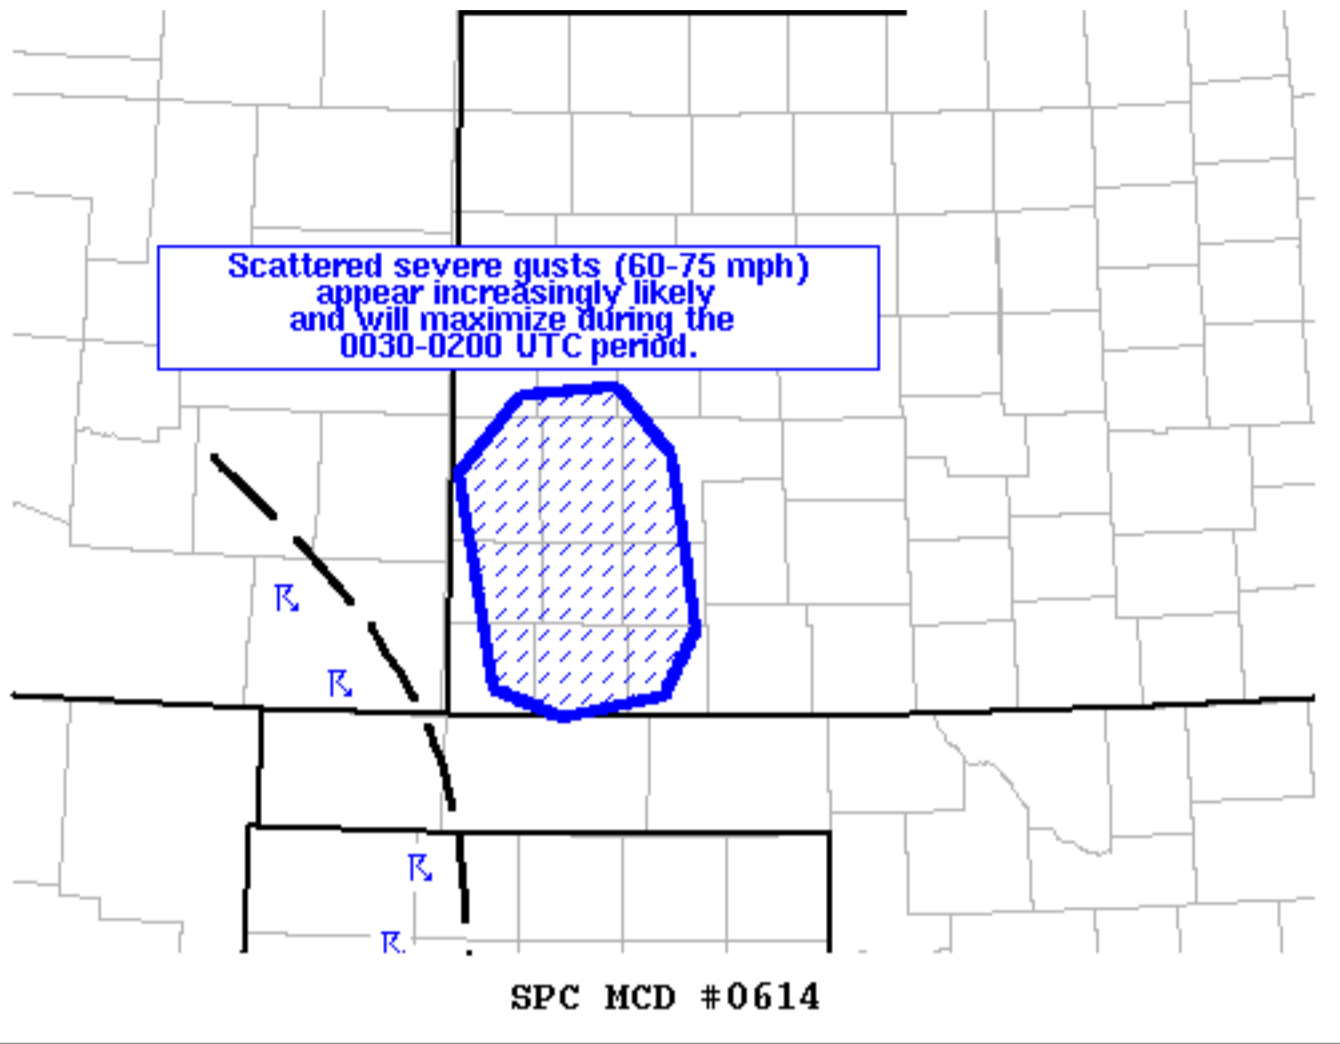 Scattered severe gusts (60-75 mph)
appear increasingly likely
and will maximize during the
0030-0200 UTC period.
SPC MCD #0614